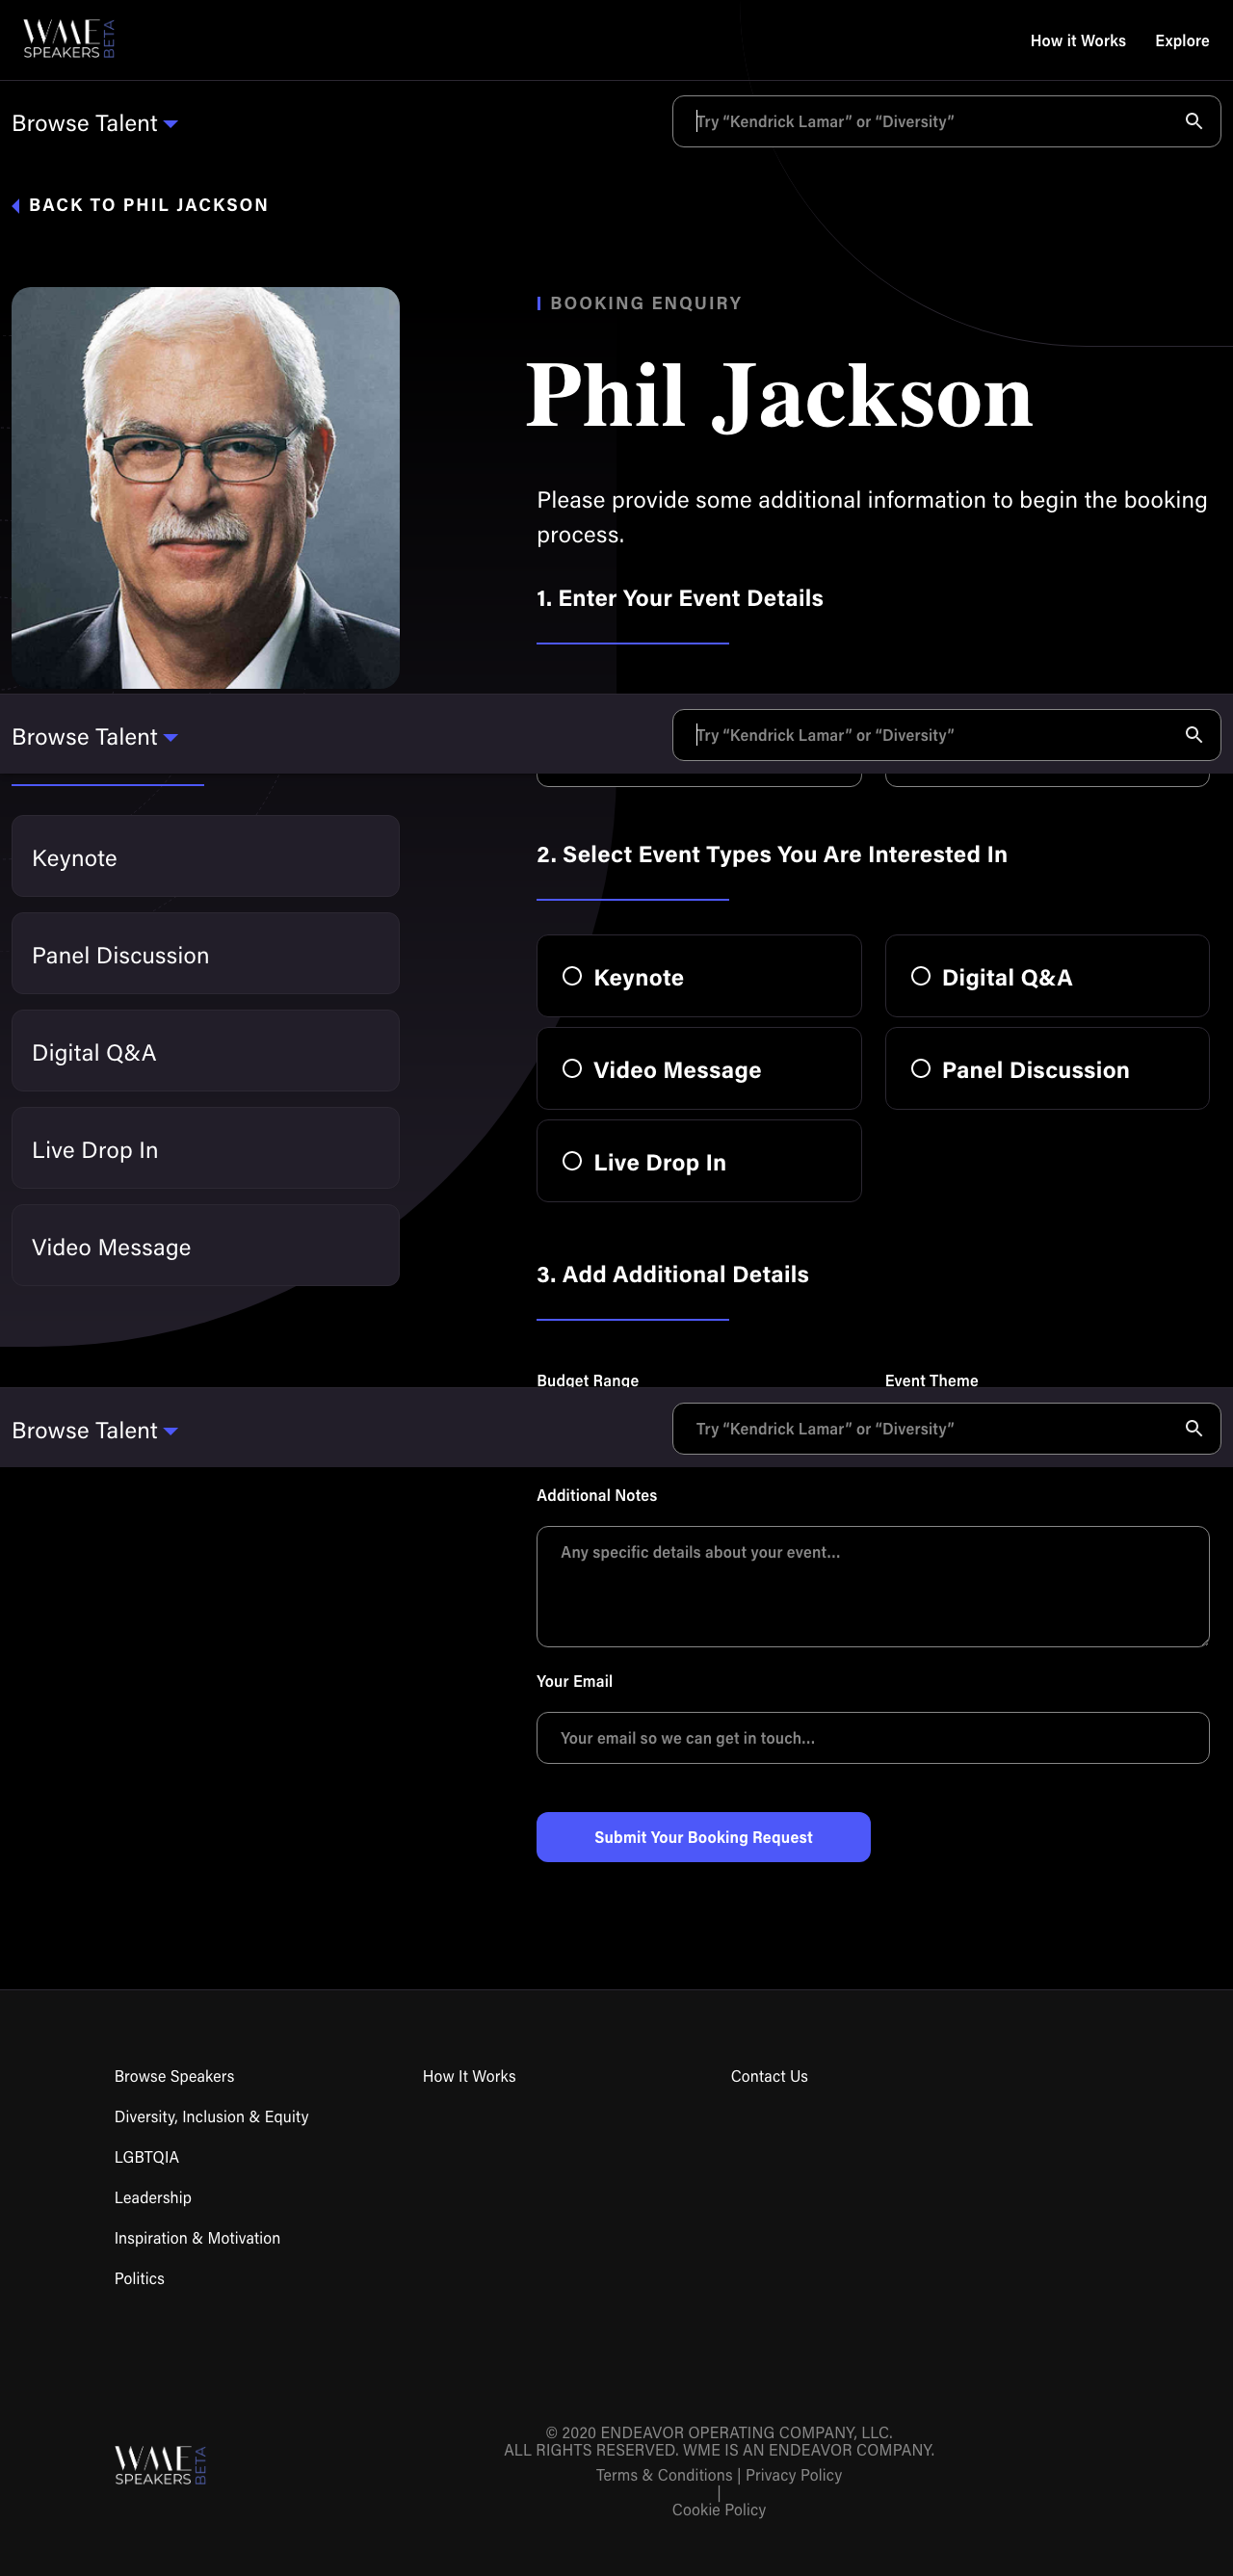 WME
SPEAKERS
BETA
How it Works
Explore
Browse Talent
Try “Kendrick Lamar” or “Diversity”
BACK TO PHIL JACKSON
BOOKING ENQUIRY
Phil Jackson
Please provide some additional information to begin the booking
process.
1. Enter Your Event Details
Browse Talent
Try “Kendrick Lamar” or “Diversity”
Keynote
Panel Discussion
Digital Q&A
Live Drop In
Video Message
2. Select Event Types You Are Interested In
Keynote
Digital Q&A
Video Message
Panel Discussion
Live Drop In
3. Add Additional Details
Budget Range
Event Theme
Browse Talent
Try “Kendrick Lamar” or “Diversity”
Additional Notes
Any specific details about your event...
Your Email
Your email so we can get in touch...
Submit Your Booking Request
Browse Speakers
Diversity, Inclusion & Equity
LGBTQIA
Leadership
Inspiration & Motivation
Politics
How It Works
Contact Us
WME
SPEAKERS
BETA
© 2020 ENDEAVOR OPERATING COMPANY, LLC.
ALL RIGHTS RESERVED. WME IS AN ENDEAVOR COMPANY.
Terms & Conditions | Privacy Policy
|
Cookie Policy